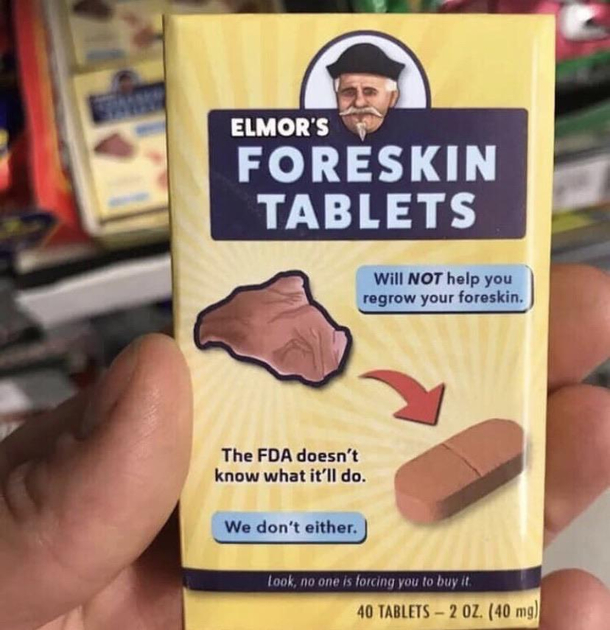 ELMOR'S
FORESKIN
TABLETS
Will NOT help you
regrow your foreskin.
The FDA doesn't
know what it'll do.
We don't either.
Look, no one is forcing you to buy it.
40 TABLETS – 2 OZ. (40 mg)